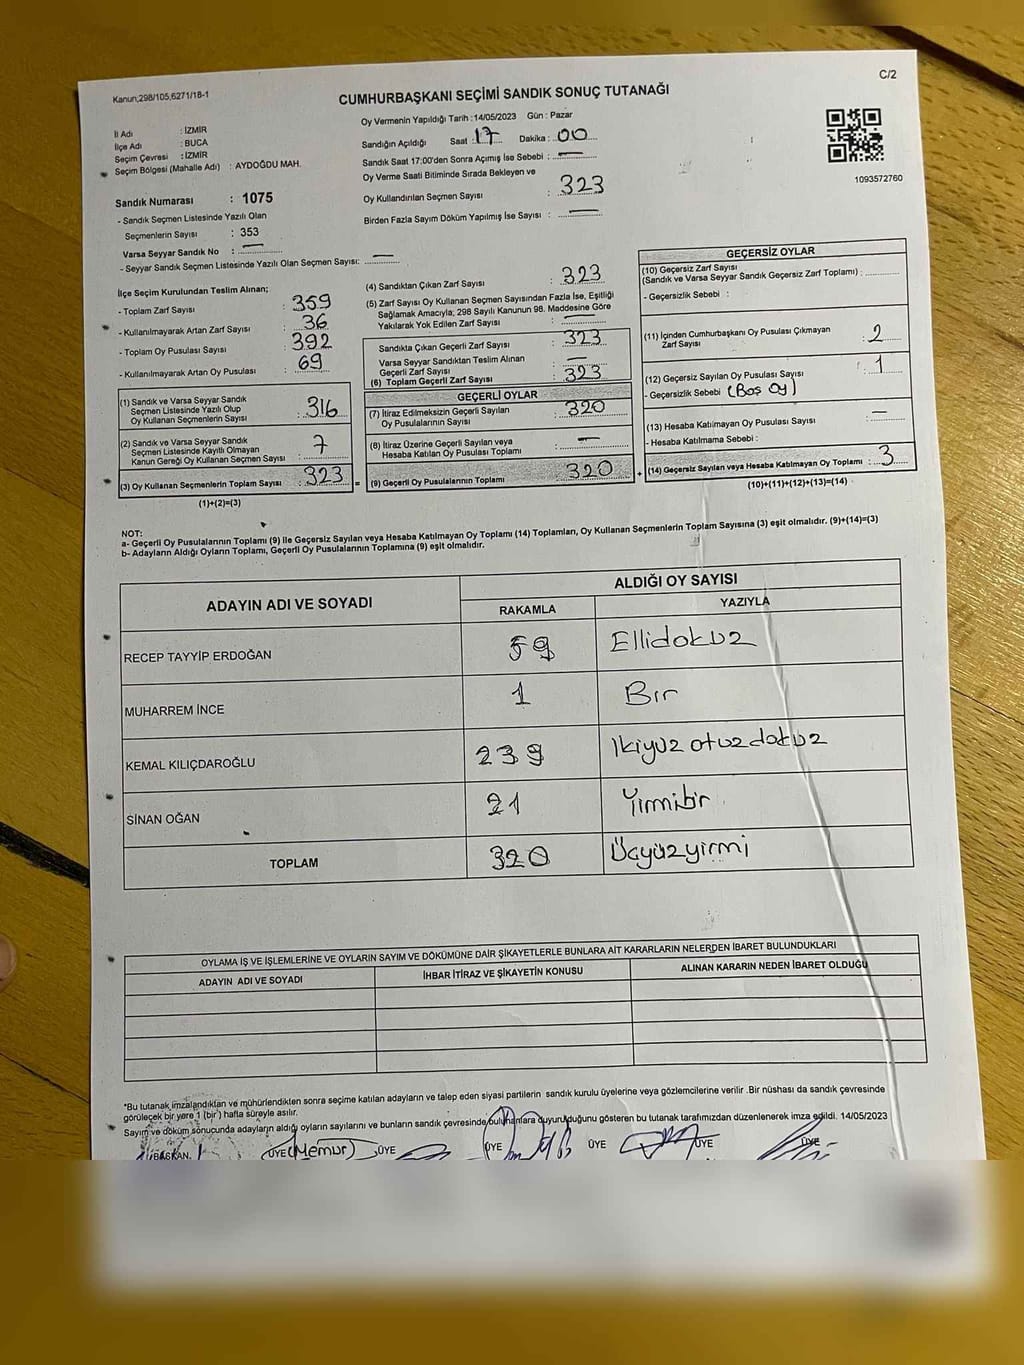 Kanun;298/105,6271/18-1
C/2
CUMHURBAŞKANI SEÇİMİ SANDIK SONUÇ TUTANAĞI
İl Adı : İZMİR
İlçe Adı : BUCA
Seçim Çevresi : İZMİR
Seçim Bölgesi (Mahalle Adı) : AYDOĞDU MAH.
Sandık Numarası : 1075
- Sandık Seçmen Listesinde Yazılı Olan
Seçmenlerin Sayısı : 353
Varsa Seyyar Sandık No : —
- Seyyar Sandık Seçmen Listesinde Yazılı Olan Seçmen Sayısı: —
Oy Vermenin Yapıldığı Tarih :14/05/2023 Gün : Pazar
Sandığın Açıldığı Saat : 17 Dakika : 00
Sandık Saat 17:00'den Sonra Açımış İse Sebebi : —
Oy Verme Saati Bitiminde Sırada Bekleyen ve
Oy Kullandırılan Seçmen Sayısı : 323
Birden Fazla Sayım Döküm Yapılmış İse Sayısı : —
1093572760
İlçe Seçim Kurulundan Teslim Alınan;
- Toplam Zarf Sayısı : 359
- Kullanılmayarak Artan Zarf Sayısı : 36
- Toplam Oy Pusulası Sayısı : 392
- Kullanılmayarak Artan Oy Pusulası : 69
(1) Sandık ve Varsa Seyyar Sandık
Seçmen Listesinde Yazılı Olup
Oy Kullanan Seçmenlerin Sayısı : 316
(2) Sandık ve Varsa Seyyar Sandık
Seçmen Listesinde Kayıtlı Olmayan
Kanun Gereği Oy Kullanan Seçmen Sayısı : 7
(3) Oy Kullanan Seçmenlerin Toplam Sayısı : 323 =
(1)+(2)=(3)
(4) Sandıktan Çıkan Zarf Sayısı : 323
(5) Zarf Sayısı Oy Kullanan Seçmen Sayısından Fazla İse, Eşitliği
Sağlamak Amacıyla; 298 Sayılı Kanunun 98. Maddesine Göre
Yakılarak Yok Edilen Zarf Sayısı : —
Sandıkta Çıkan Geçerli Zarf Sayısı : 323
Varsa Seyyar Sandıktan Teslim Alınan
Geçerli Zarf Sayısı : —
(6) Toplam Geçerli Zarf Sayısı : 323
GEÇERLİ OYLAR
(7) İtiraz Edilmeksizin Geçerli Sayılan
Oy Pusulalarının Sayısı : 320
(8) İtiraz Üzerine Geçerli Sayılan veya
Hesaba Katılan Oy Pusulası Toplamı : —
(9) Geçerli Oy Pusulalarının Toplamı : 320 +
GEÇERSİZ OYLAR
(10) Geçersiz Zarf Sayısı
(Sandık ve Varsa Seyyar Sandık Geçersiz Zarf Toplamı) :
- Geçersizlik Sebebi :
(11) İçinden Cumhurbaşkanı Oy Pusulası Çıkmayan
Zarf Sayısı : 2
(12) Geçersiz Sayılan Oy Pusulası Sayısı : 1
- Geçersizlik Sebebi (Boş Oy)
(13) Hesaba Katılmayan Oy Pusulası Sayısı : —
- Hesaba Katılmama Sebebi :
(14) Geçersiz Sayılan veya Hesaba Katılmayan Oy Toplamı : 3
(10)+(11)+(12)+(13)=(14)
NOT:
a- Geçerli Oy Pusulalarının Toplamı (9) ile Geçersiz Sayılan veya Hesaba Katılmayan Oy Toplamı (14) Toplamları, Oy Kullanan Seçmenlerin Toplam Sayısına (3) eşit olmalıdır. (9)+(14)=(3)
b- Adayların Aldığı Oyların Toplamı, Geçerli Oy Pusulalarının Toplamına (9) eşit olmalıdır.
ADAYIN ADI VE SOYADI
ALDIĞI OY SAYISI
RAKAMLA YAZIYLA
RECEP TAYYİP ERDOĞAN 59 Ellidokuz
MUHARREM İNCE 1 Bir
KEMAL KILIÇDAROĞLU 239 İkiyüz otuzdokuz
SİNAN OĞAN 21 Yirmibir
TOPLAM 320 Üçyüzyirmi
OYLAMA İŞ VE İŞLEMLERİNE VE OYLARIN SAYIM VE DÖKÜMÜNE DAİR ŞİKAYETLERLE BUNLARA AİT KARARLARIN NELERDEN İBARET BULUNDUKLARI
ADAYIN ADI VE SOYADI İHBAR İTİRAZ VE ŞİKAYETİN KONUSU ALINAN KARARIN NEDEN İBARET OLDUĞU
*Bu tutanak imzalandıktan ve mühürlendikten sonra seçime katılan adayların ve talep eden siyasi partilerin sandık kurulu üyelerine veya gözlemcilerine verilir .Bir nüshası da sandık çevresinde
görülecek bir yere 1 (bir) hafta süreyle asılır.
Sayım ve döküm sonucunda adayların aldığı oyların sayılarını ve bunların sandık çevresinde bulunanlara duyurulduğunu gösteren bu tutanak tarafımızdan düzenlenerek imza edildi. 14/05/2023
BAŞKAN ÜYE (Memur) ÜYE ÜYE ÜYE ÜYE ÜYE